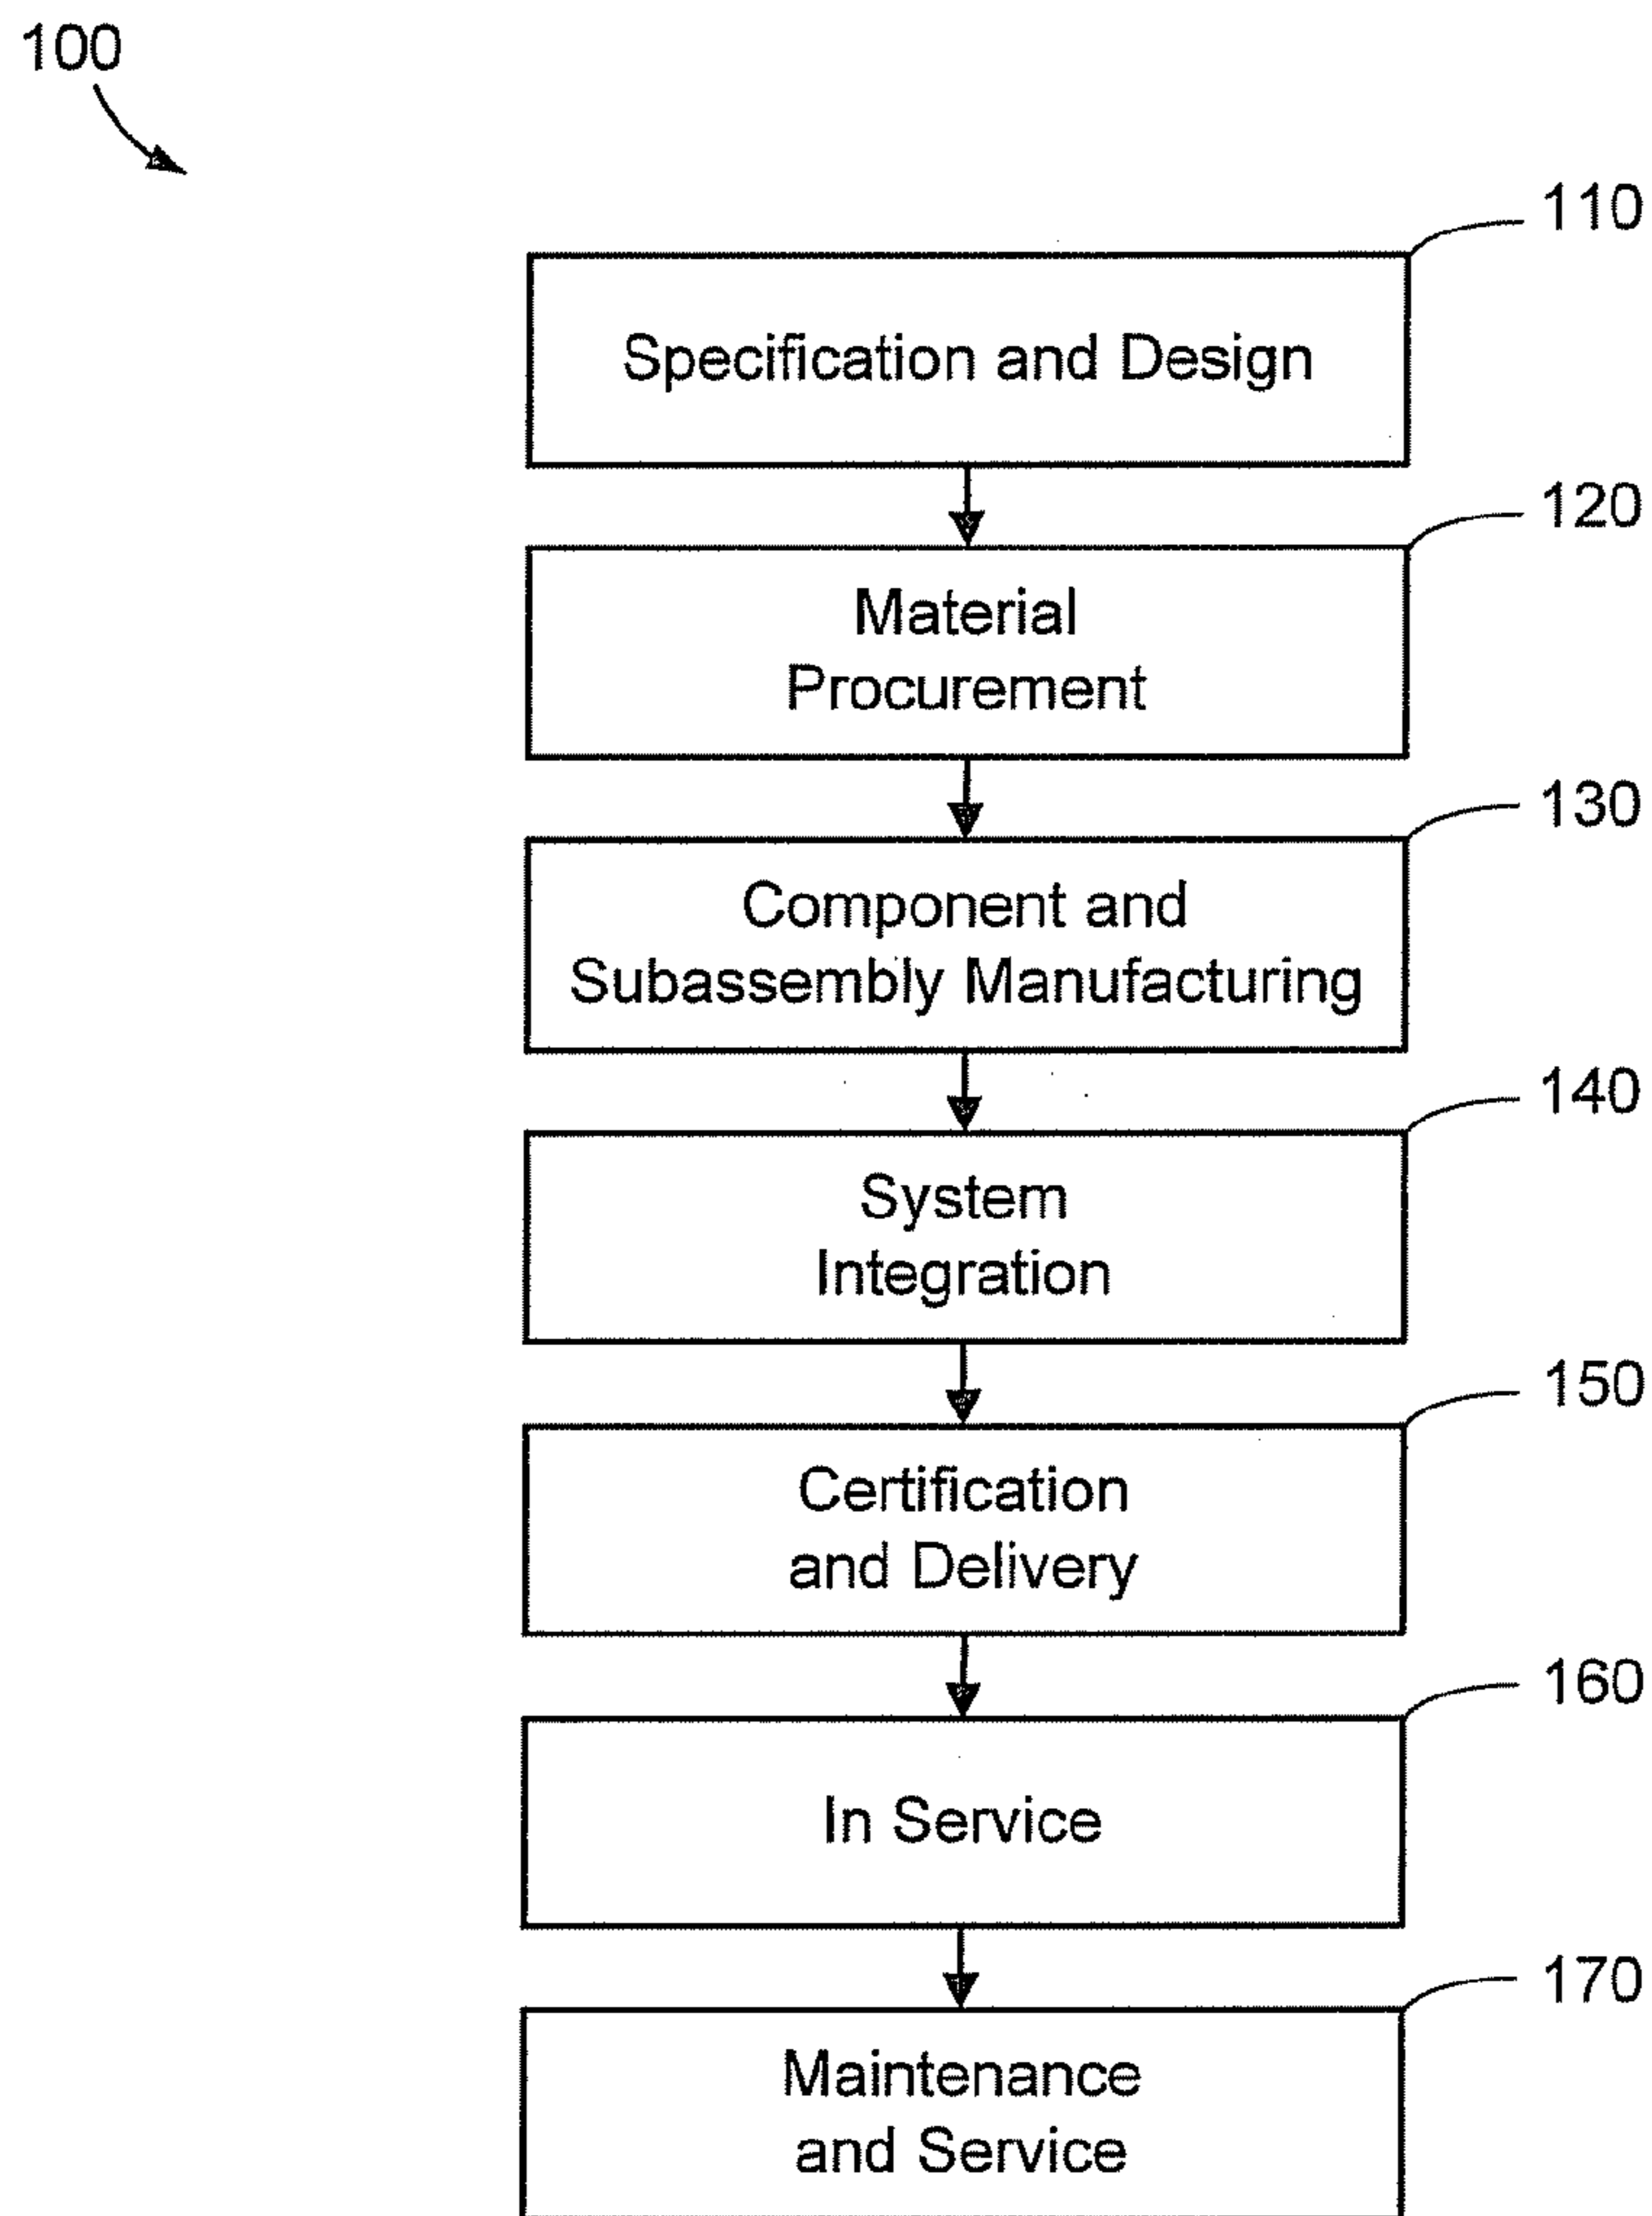 100
110
Specification and Design
120
Material
Procurement
130
Component and
Subassembly Manufacturing
140
System
Integration
150
Certification
and Delivery
160
In Service
170
Maintenance
and Service